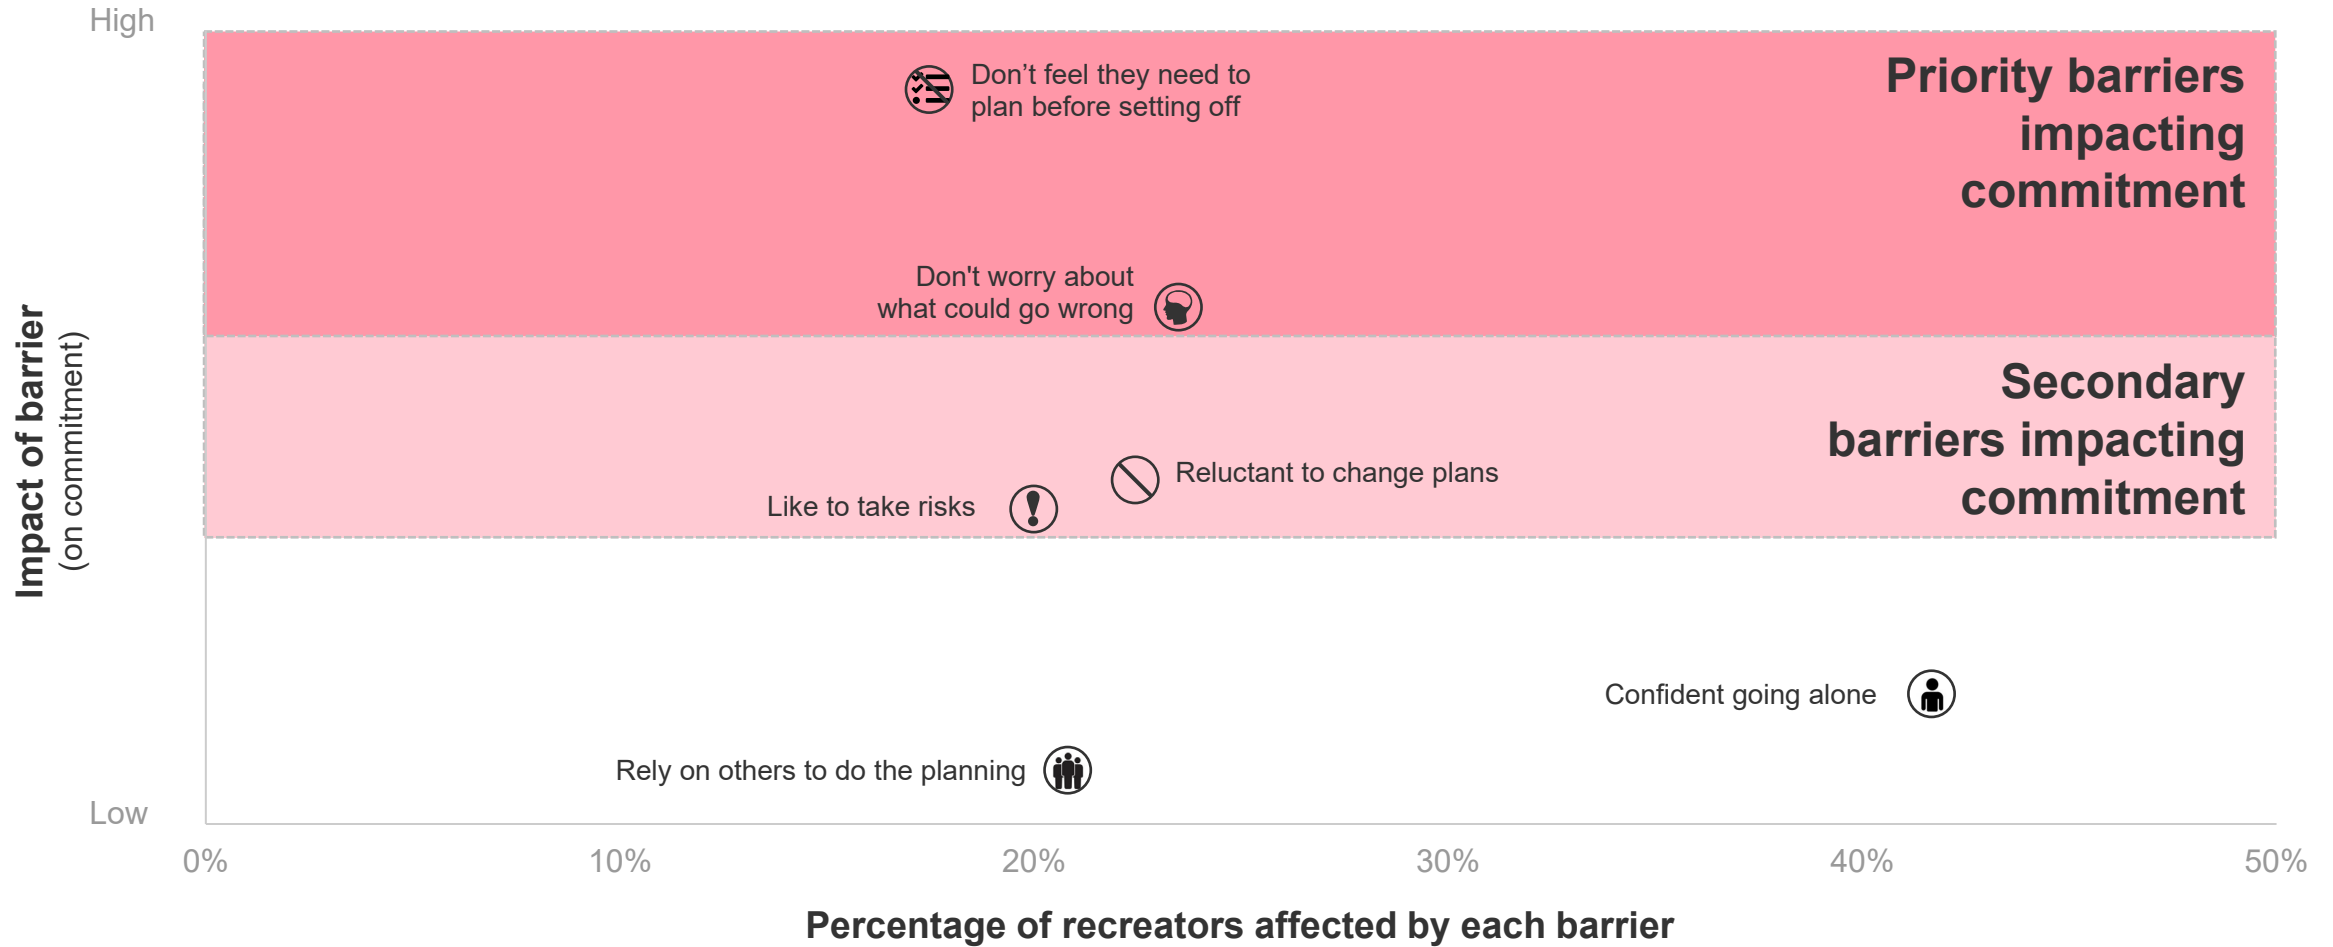 High
Don’t feel they need to
plan before setting off
Priority barriers
impacting
commitment
Don't worry about
what could go wrong
Impact of barrier
(on commitment)
Secondary
barriers impacting
commitment
Reluctant to change plans
Like to take risks
Confident going alone
Rely on others to do the planning
Low
0%
10%
20%
30%
40%
50%
Percentage of recreators affected by each barrier